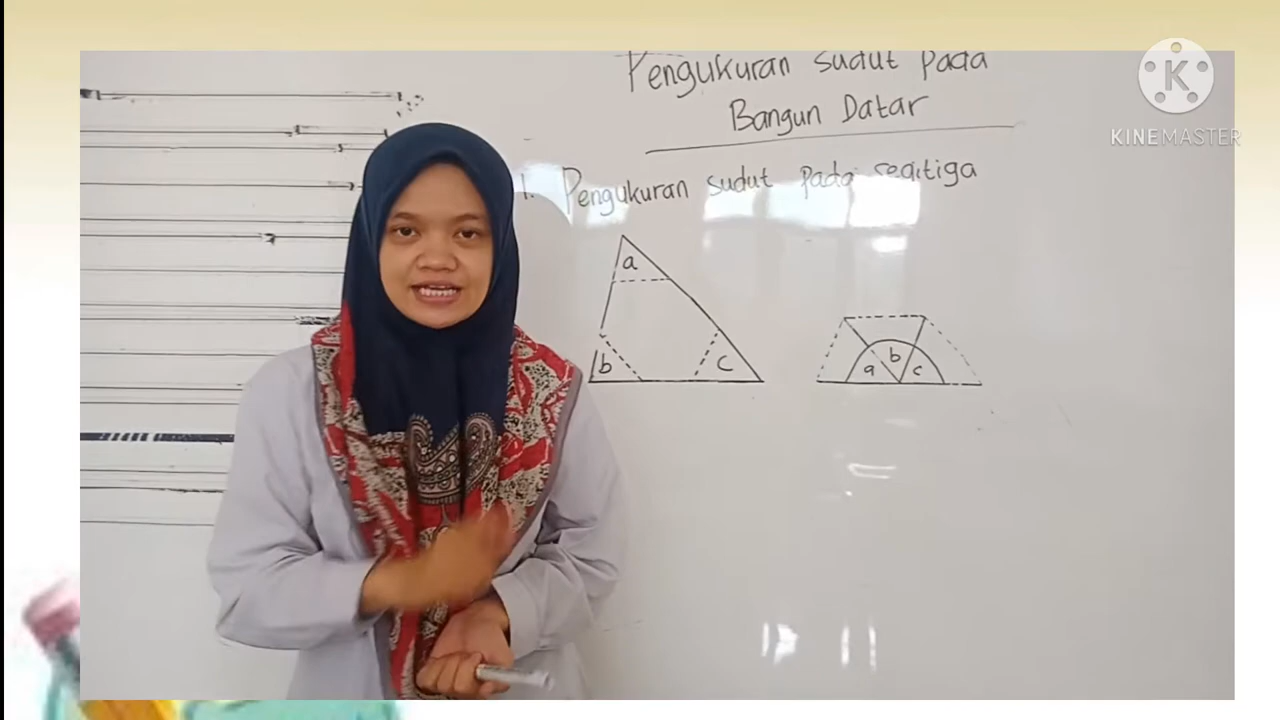 Pengukuran sudut pada
Bangun Datar
1. Pengukuran sudut pada segitiga
a
b
c
a b c
KINEMASTER